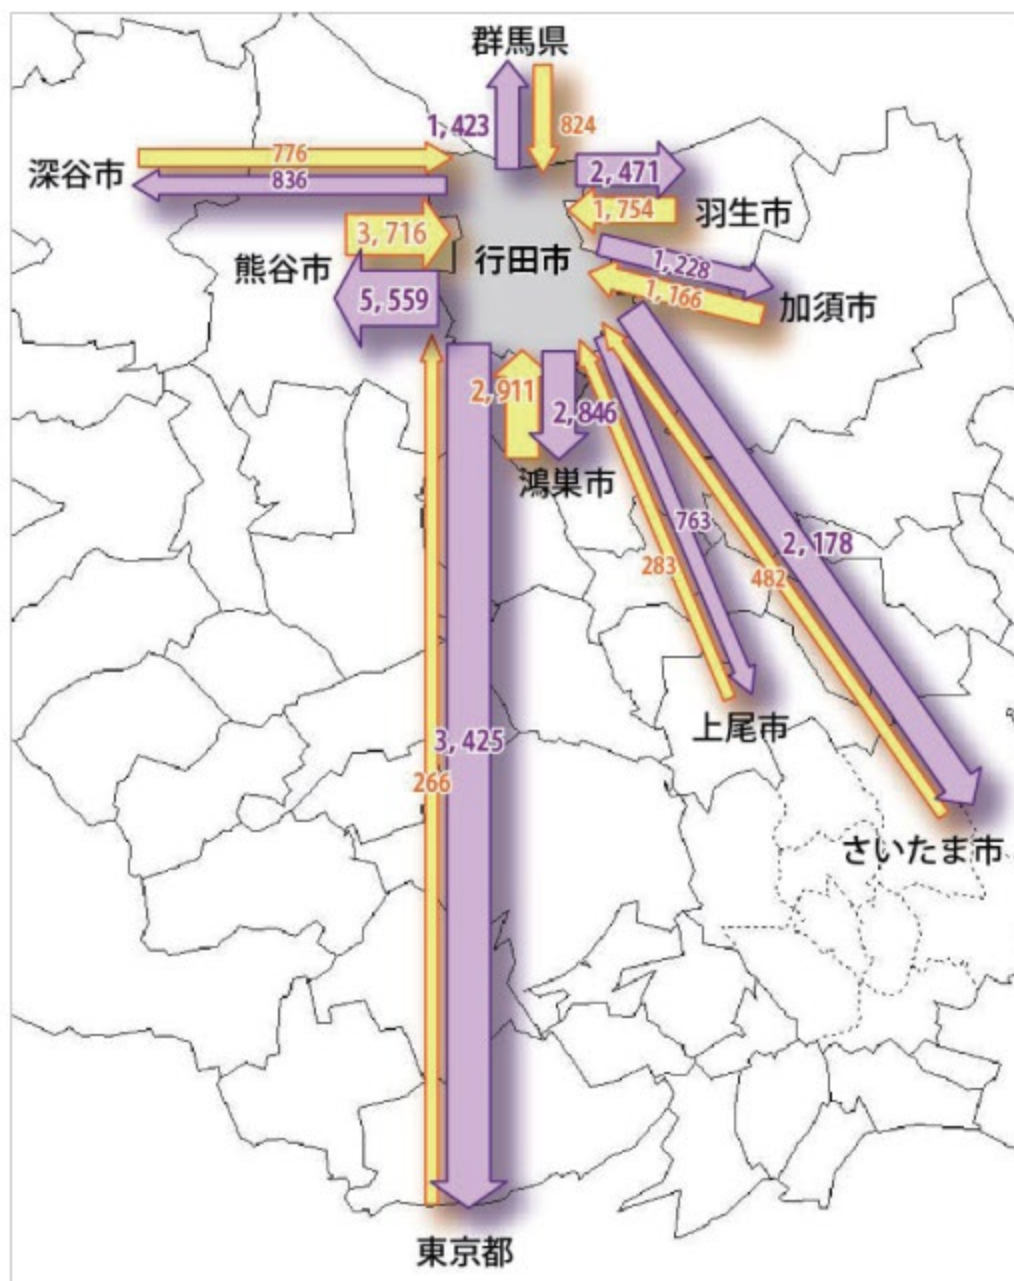 群馬県
1,423
824
776
深谷市
836
2,471
1,754
羽生市
3,716
熊谷市
行田市
5,559
1,228
1,166
加須市
2,911
2,846
鴻巣市
763
2,178
283
482
上尾市
3,425
266
さいたま市
東京都